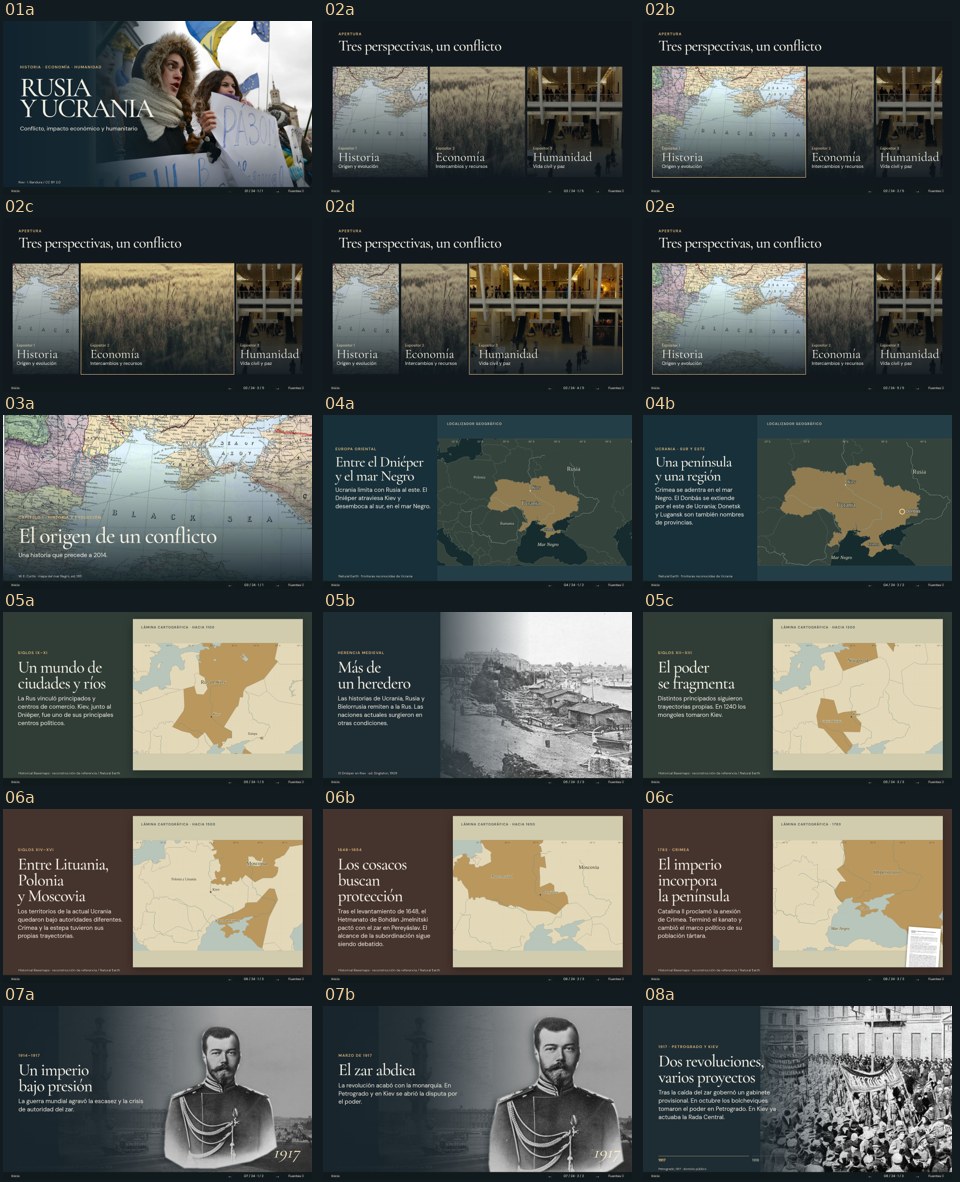 01a
HISTORIA · ECONOMÍA · HUMANIDAD
RUSIA
Y UCRANIA
Conflicto, impacto económico y humanitario
02a
APERTURA
Tres perspectivas, un conflicto
Historia
Origen y evolución
Economía
Intercambios y recursos
Humanidad
Vida civil y paz
02b
APERTURA
Tres perspectivas, un conflicto
Historia
Origen y evolución
Economía
Intercambios y recursos
Humanidad
Vida civil y paz
02c
APERTURA
Tres perspectivas, un conflicto
Historia
Origen y evolución
Economía
Intercambios y recursos
Humanidad
Vida civil y paz
02d
APERTURA
Tres perspectivas, un conflicto
Historia
Origen y evolución
Economía
Intercambios y recursos
Humanidad
Vida civil y paz
02e
APERTURA
Tres perspectivas, un conflicto
Historia
Origen y evolución
Economía
Intercambios y recursos
Humanidad
Vida civil y paz
03a
BLACK SEA
El origen de un conflicto
Una historia que precede a 2014.
04a
LOCALIZADOR GEOGRÁFICO
EUROPA ORIENTAL
Entre el Dniéper
y el mar Negro
Ucrania limita con Rusia al este. El
Dniéper atraviesa Kiev y
desemboca al sur, en el mar Negro.
Rusia
Mar Negro
04b
LOCALIZADOR GEOGRÁFICO
UCRANIA · SUR Y ESTE
Una península
y una región
Crimea se adentra en el mar
Negro. El Donbás se extiende
por el este de Ucrania; Donetsk
y Lugansk son también nombres
de provincias.
Rusia
Mar Negro
05a
SIGLOS IX–XI
Un mundo de
ciudades y ríos
La Rus vinculó principados y
centros de comercio. Kiev, junto al
Dniéper, fue uno de sus principales
centros políticos.
05b
HERENCIA MEDIEVAL
Más de
un heredero
Las historias de Ucrania, Rusia y
Bielorrusia remiten a la Rus. Las
naciones actuales surgieron en
otras condiciones.
05c
SIGLOS XII–XIII
El poder
se fragmenta
Distintos principados siguieron
trayectorias propias. En 1240 los
mongoles tomaron Kiev.
06a
SIGLOS XIV–XVI
Entre Lituania,
Polonia
y Moscovia
Los territorios de la actual Ucrania
quedaron bajo autoridades diferentes.
Crimea y la estepa tuvieron sus
propias trayectorias.
06b
1648–1654
Los cosacos
buscan
protección
Tras el levantamiento de 1648, el
Hetmanato de Bohdán Jmelnitski
pactó con el zar en Pereyáslav. El
alcance de la subordinación sigue
siendo debatido.
Moscovia
06c
1783 · CRIMEA
El imperio
incorpora
la península
Catalina II proclamó la anexión
de Crimea. Terminó el kanato y
cambió el marco político de su
población tártara.
Mar Negro
07a
1914–1917
Un imperio
bajo presión
La guerra mundial agravó la escasez y la crisis
de autoridad del zar.
1917
07b
MARZO DE 1917
El zar abdica
La revolución acabó con la monarquía. En
Petrogrado y en Kiev se abrió la disputa por
el poder.
1917
08a
1917 · PETROGRADO Y KIEV
Dos revoluciones,
varios proyectos
Tras la caída del zar gobernó un gabinete
provisional. En octubre los bolcheviques
tomaron el poder en Petrogrado. En Kiev ya
actuaba la Rada Central.